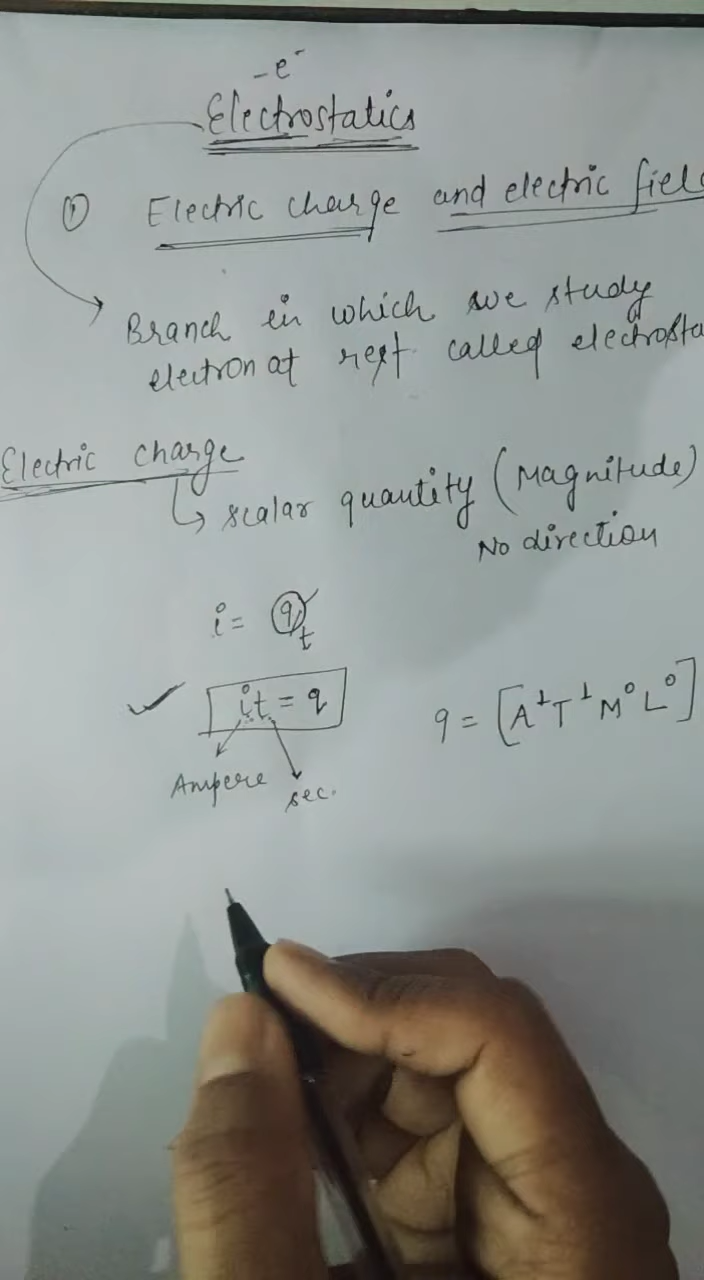 -e⁻
Electrostatics
① Electric charge and electric field
Branch in which we study
electron at rest called electrosta
Electric charge
↳ scalar quantity (Magnitude)
No direction
i = q/t
it = q
Ampere
sec.
q = [A¹T¹M⁰L⁰]